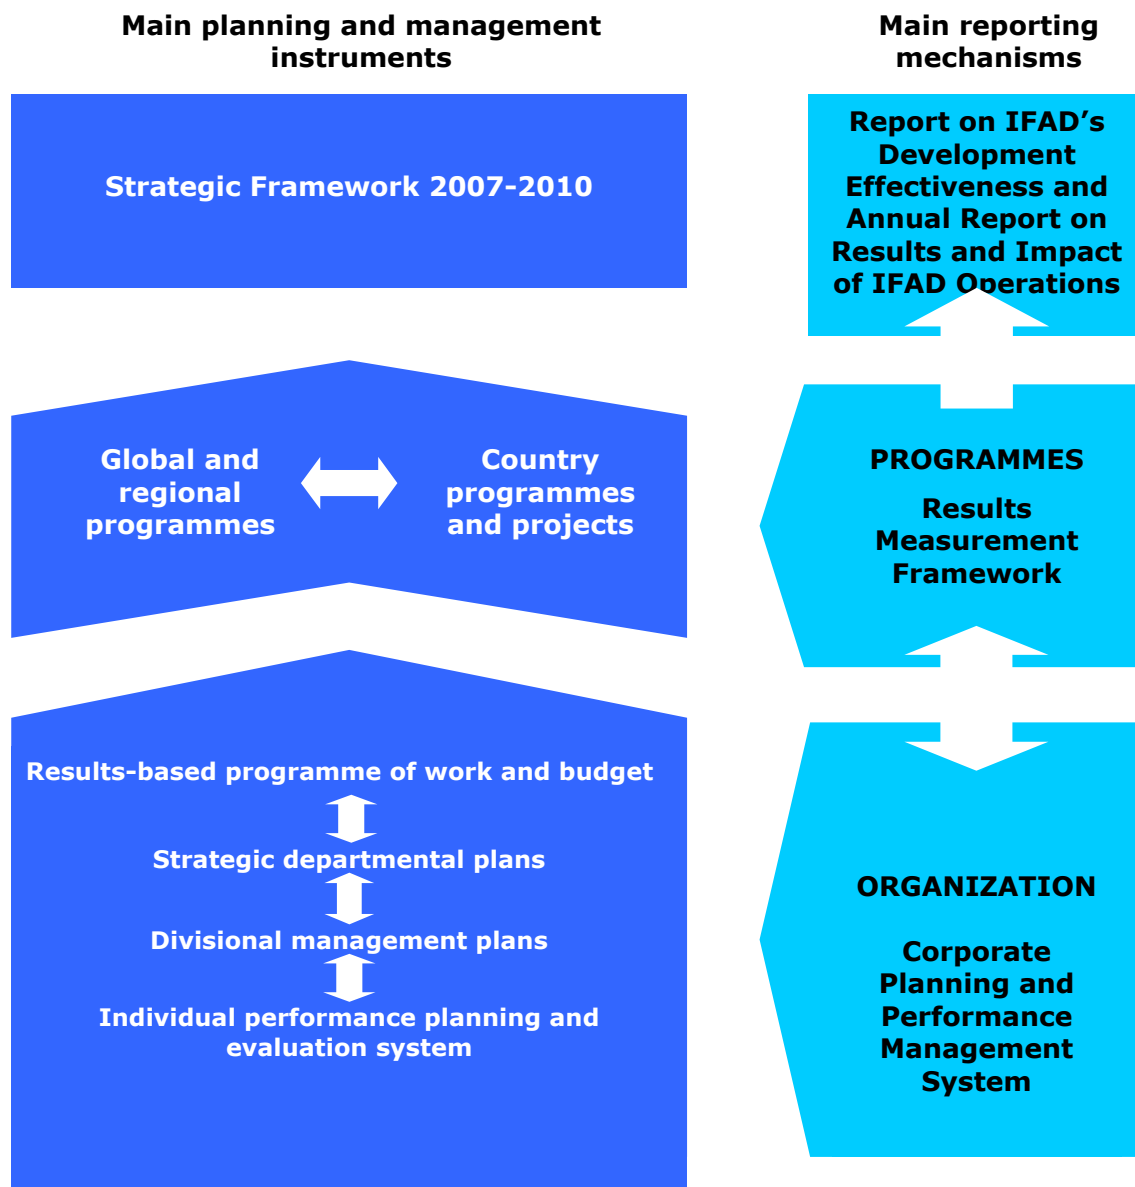 Main planning and management
instruments
Main reporting
mechanisms
Strategic Framework 2007-2010
Report on IFAD’s
Development
Effectiveness and
Annual Report on
Results and Impact
of IFAD Operations
Global and
regional
programmes
Country
programmes
and projects
PROGRAMMES
Results
Measurement
Framework
Results-based programme of work and budget
Strategic departmental plans
Divisional management plans
Individual performance planning and
evaluation system
ORGANIZATION
Corporate
Planning and
Performance
Management
System